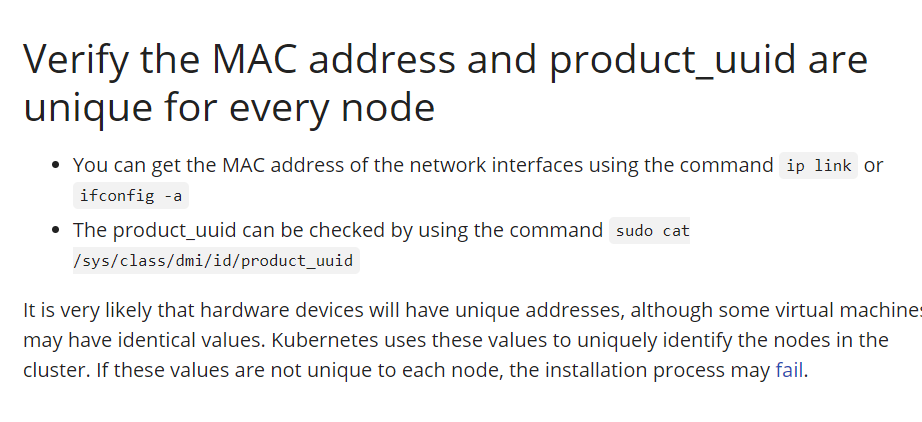 Verify the MAC address and product_uuid are
unique for every node
You can get the MAC address of the network interfaces using the command ip link or
ifconfig -a
The product_uuid can be checked by using the command sudo cat
/sys/class/dmi/id/product_uuid
It is very likely that hardware devices will have unique addresses, although some virtual machines
may have identical values. Kubernetes uses these values to uniquely identify the nodes in the
cluster. If these values are not unique to each node, the installation process may fail.